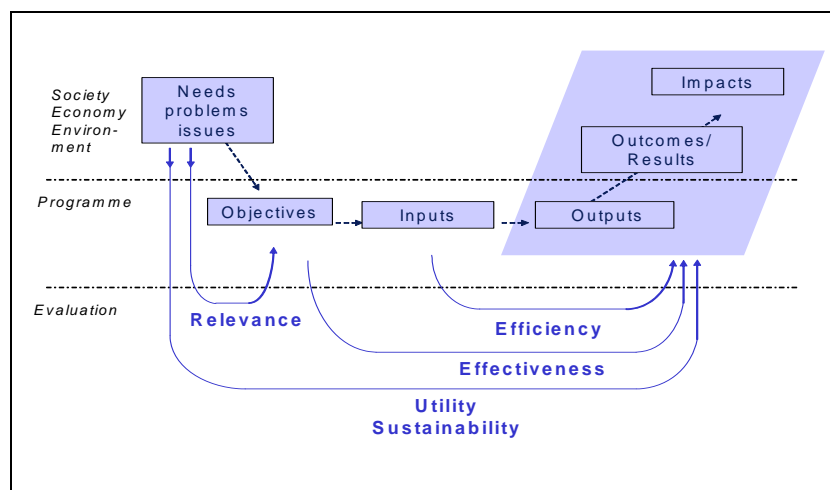 Society
Economy
Environ-
ment
Needs
problems
issues
Impacts
Outcomes/
Results
Programme
Objectives
Inputs
Outputs
Evaluation
Relevance
Efficiency
Effectiveness
Utility
Sustainability